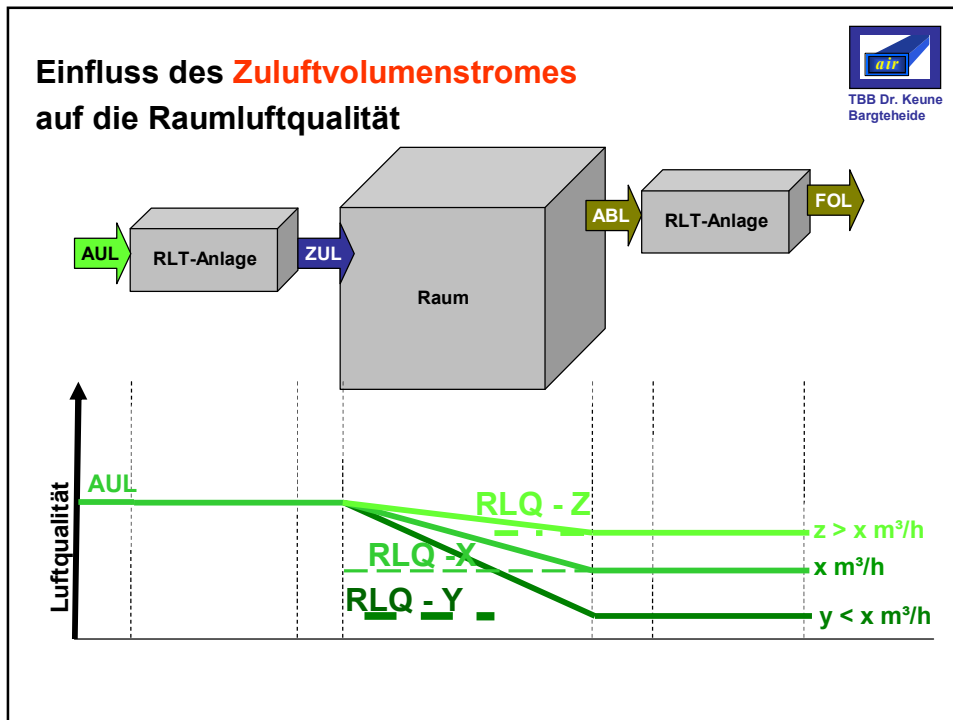 Einfluss des Zuluftvolumenstromes
auf die Raumluftqualität
air
TBB Dr. Keune
Bargteheide
AUL
RLT-Anlage
ZUL
Raum
ABL
RLT-Anlage
FOL
Luftqualität
AUL
RLQ - Z
z > x m³/h
RLQ -X
x m³/h
RLQ - Y
y < x m³/h